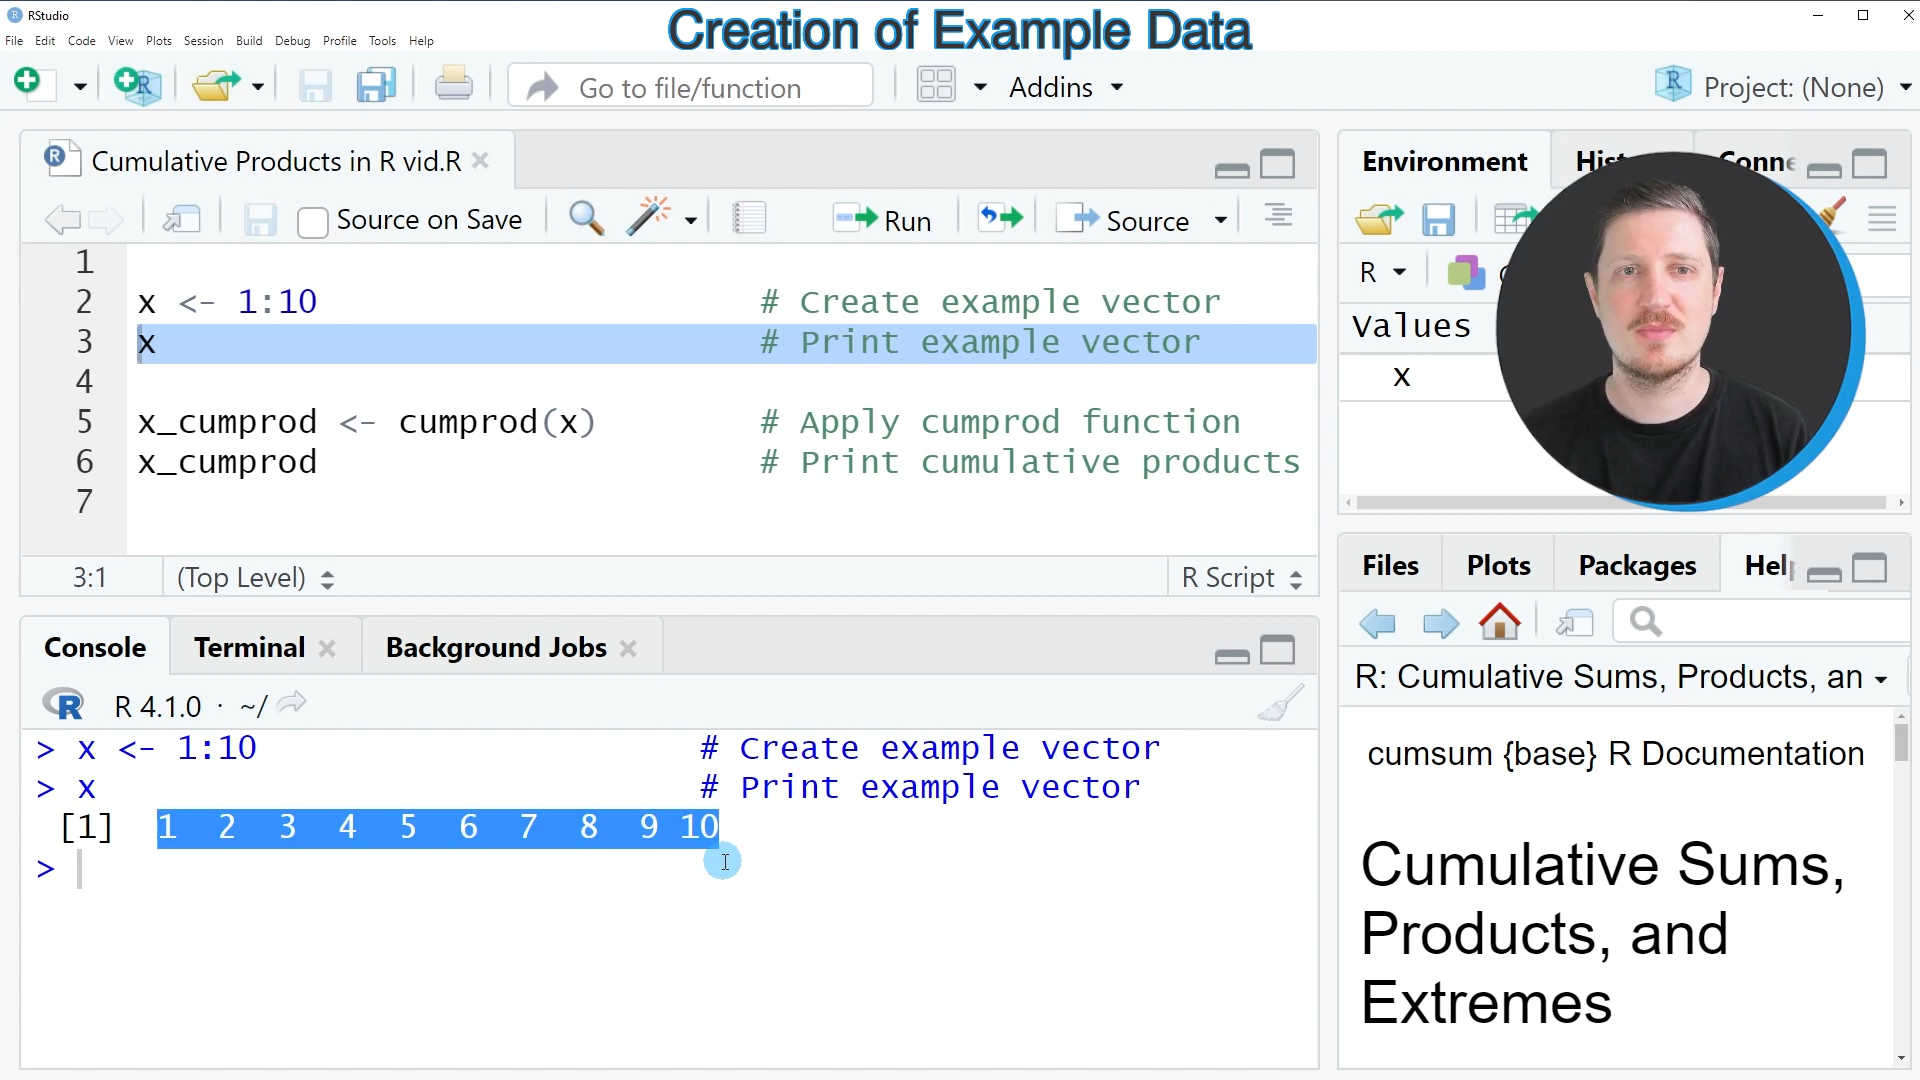 RStudio
Creation of Example Data
File Edit Code View Plots Session Build Debug Profile Tools Help
Go to file/function
Addins
Project: (None)
Cumulative Products in R vid.R
Source on Save
Run
Source
1
2 x <- 1:10 # Create example vector
3 x # Print example vector
4
5 x_cumprod <- cumprod(x) # Apply cumprod function
6 x_cumprod # Print cumulative products
7
3:1 (Top Level) R Script
Console Terminal Background Jobs
R 4.1.0 · ~/
> x <- 1:10 # Create example vector
> x # Print example vector
[1] 1 2 3 4 5 6 7 8 9 10
>
Environment
R
Values
x
Files Plots Packages
R: Cumulative Sums, Products, an
cumsum {base} R Documentation
Cumulative Sums,
Products, and
Extremes